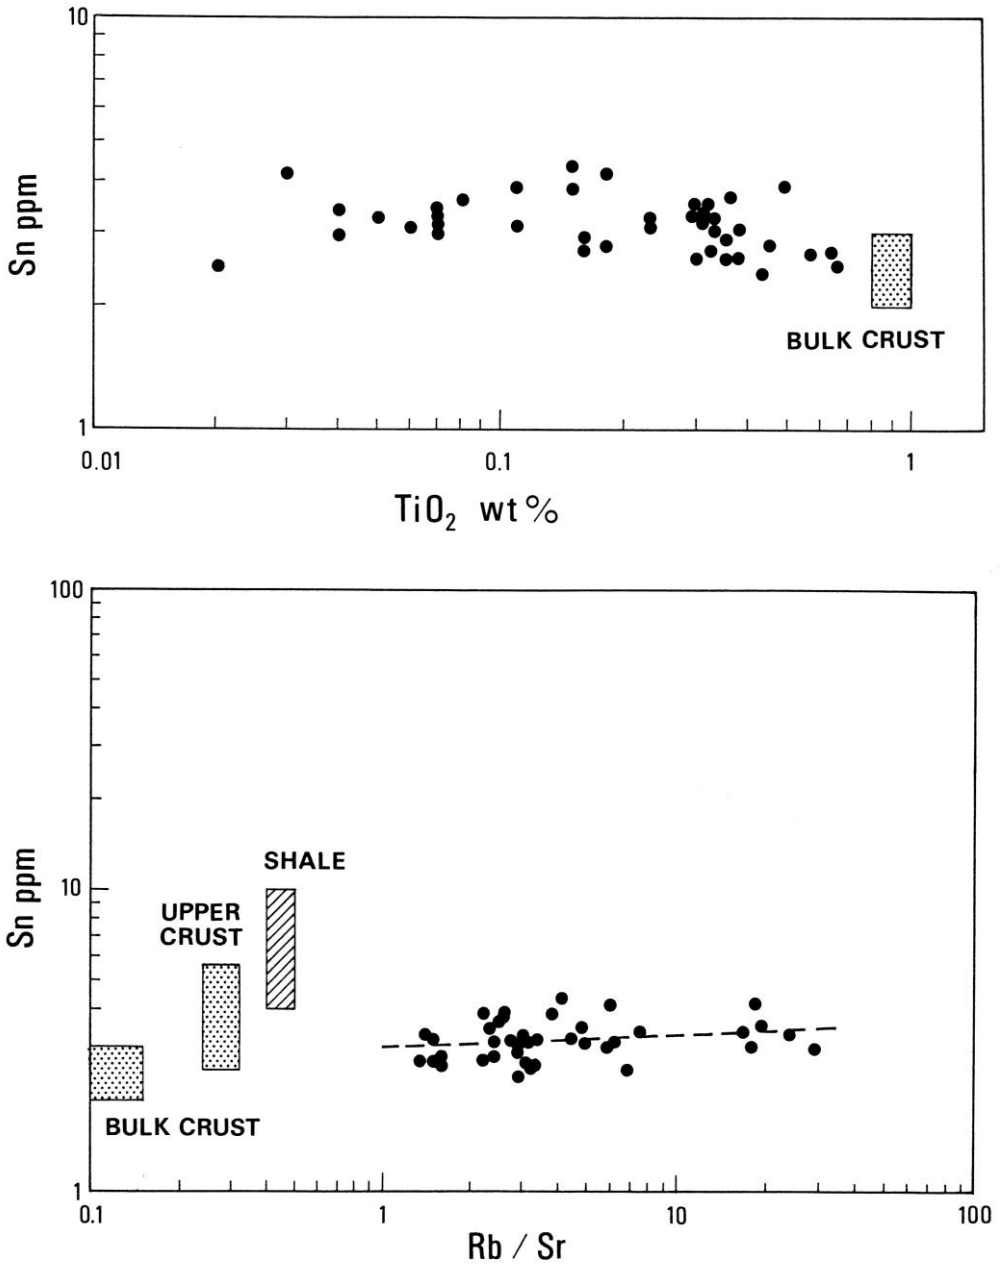 10
Sn ppm
BULK CRUST
1
0.01 0.1 1
TiO₂ wt %
100
SHALE
10
UPPER
CRUST
Sn ppm
BULK CRUST
1
0.1 1 10 100
Rb / Sr